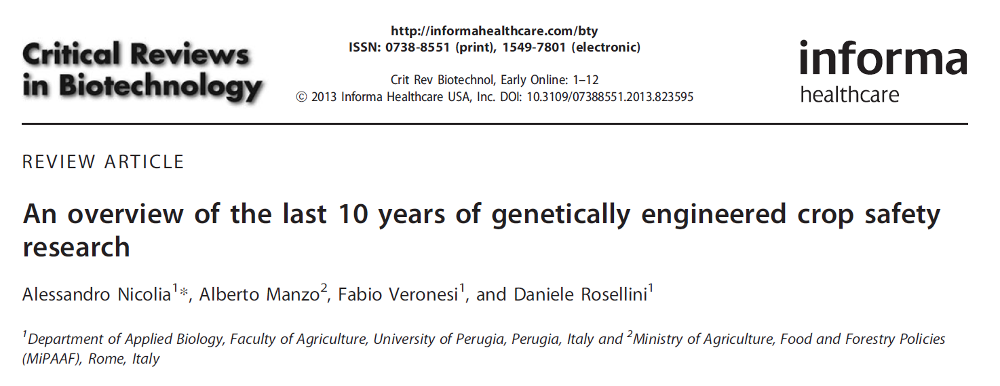 Critical Reviews
in Biotechnology
http://informahealthcare.com/bty
ISSN: 0738-8551 (print), 1549-7801 (electronic)
Crit Rev Biotechnol, Early Online: 1–12
© 2013 Informa Healthcare USA, Inc. DOI: 10.3109/07388551.2013.823595
informa
healthcare
REVIEW ARTICLE
An overview of the last 10 years of genetically engineered crop safety
research
Alessandro Nicolia¹*, Alberto Manzo², Fabio Veronesi¹, and Daniele Rosellini¹
¹Department of Applied Biology, Faculty of Agriculture, University of Perugia, Perugia, Italy and ²Ministry of Agriculture, Food and Forestry Policies
(MiPAAF), Rome, Italy